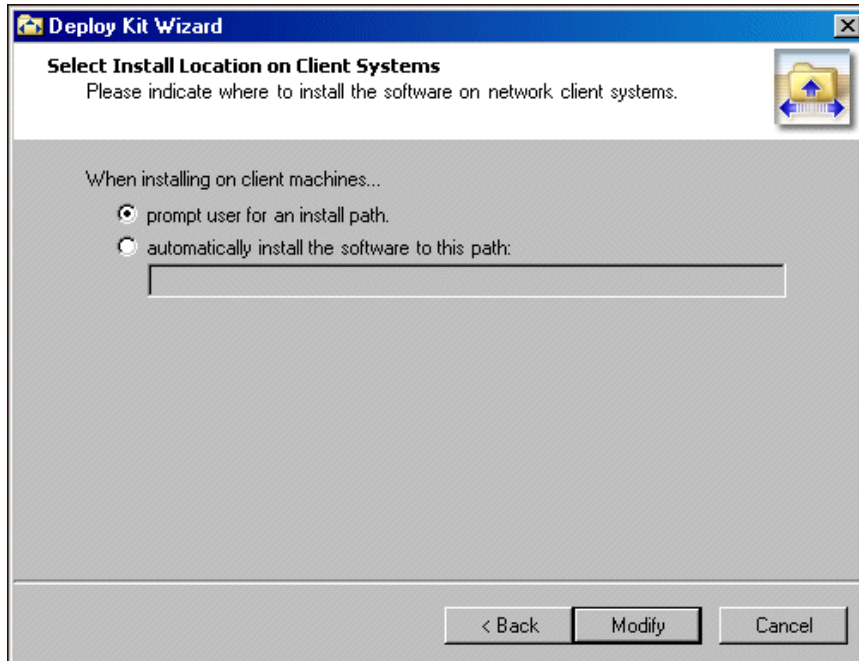 Deploy Kit Wizard
Select Install Location on Client Systems
Please indicate where to install the software on network client systems.
When installing on client machines...
prompt user for an install path.
automatically install the software to this path:
< Back Modify Cancel